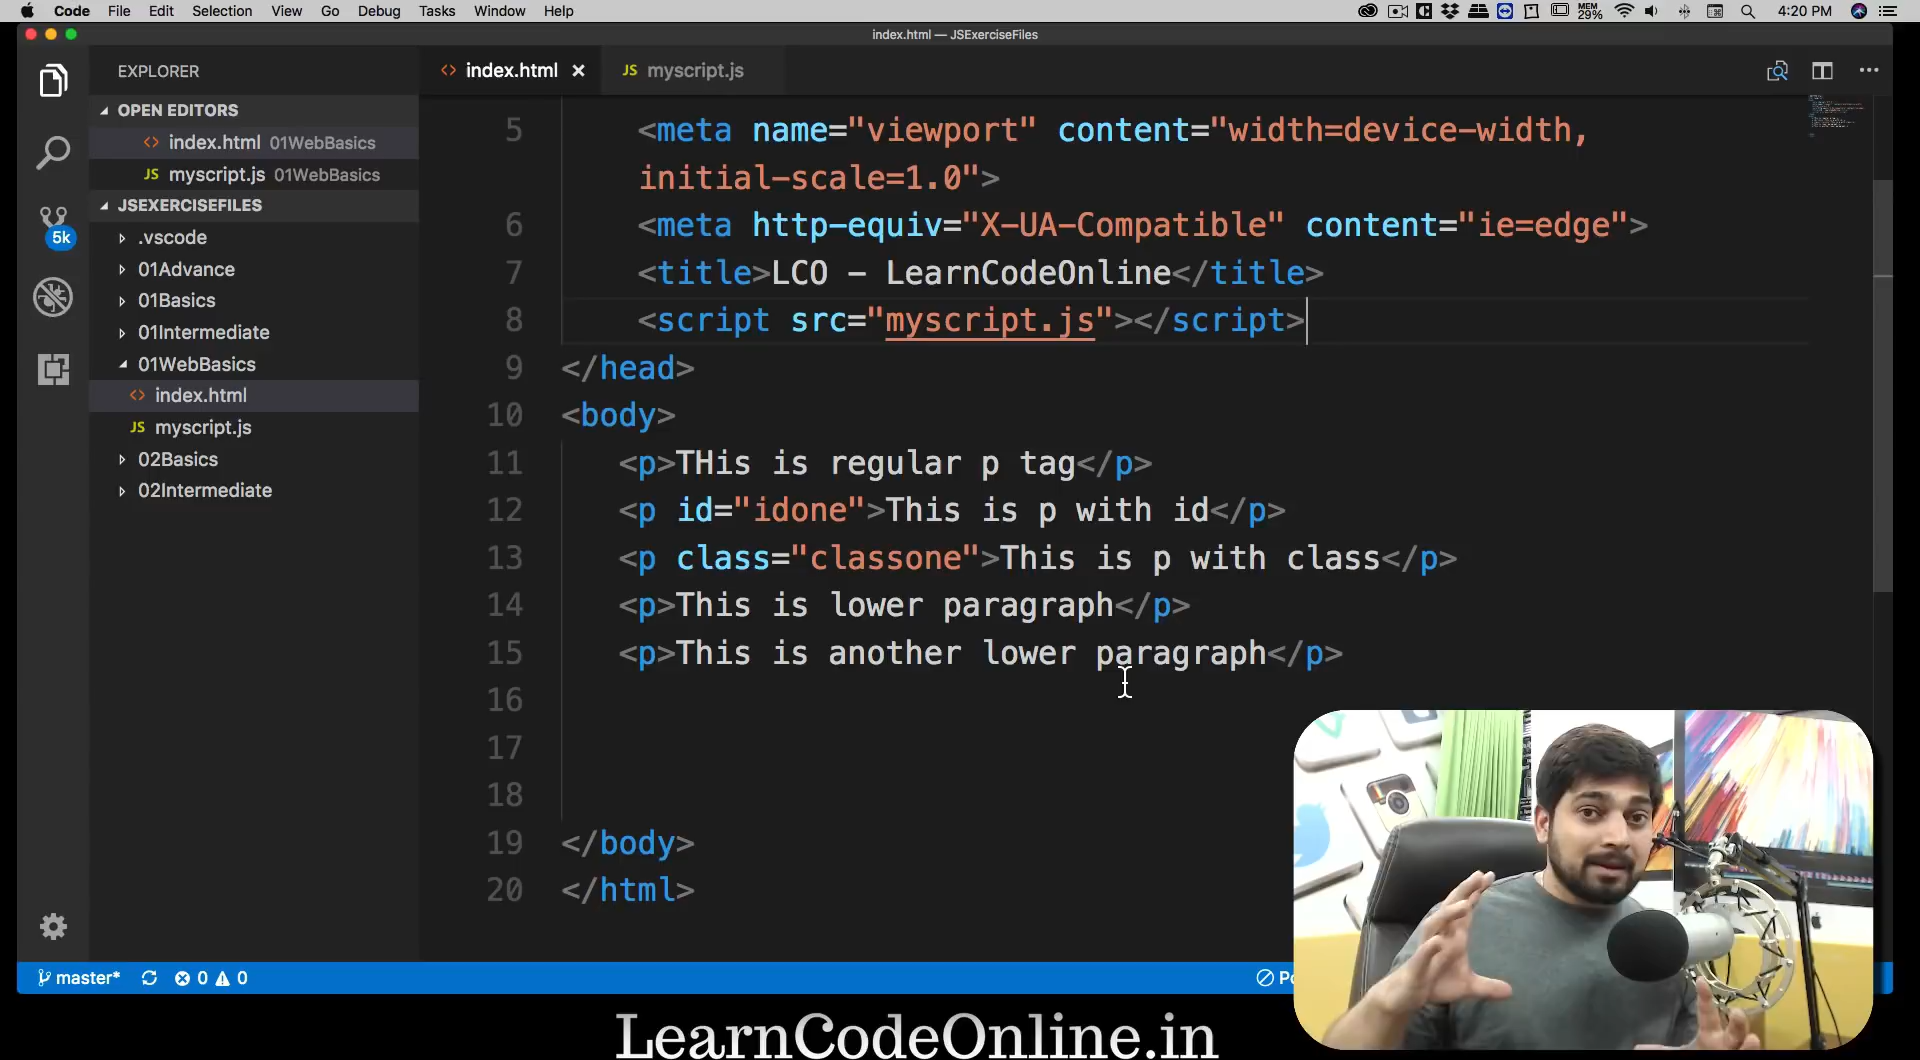 Code File Edit Selection View Go Debug Tasks Window Help MEM 29% 4:20 PM
index.html — JSExerciseFiles
EXPLORER
OPEN EDITORS
index.html 01WebBasics
JS myscript.js 01WebBasics
JSEXERCISEFILES
.vscode
01Advance
01Basics
01Intermediate
01WebBasics
index.html
JS myscript.js
02Basics
02Intermediate
5k
<> index.html × JS myscript.js
5 <meta name="viewport" content="width=device-width,
initial-scale=1.0">
6 <meta http-equiv="X-UA-Compatible" content="ie=edge">
7 <title>LCO - LearnCodeOnline</title>
8 <script src="myscript.js"></script>
9 </head>
10 <body>
11 <p>THis is regular p tag</p>
12 <p id="idone">This is p with id</p>
13 <p class="classone">This is p with class</p>
14 <p>This is lower paragraph</p>
15 <p>This is another lower paragraph</p>
16
17
18
19 </body>
20 </html>
master* 0 0
LearnCodeOnline.in